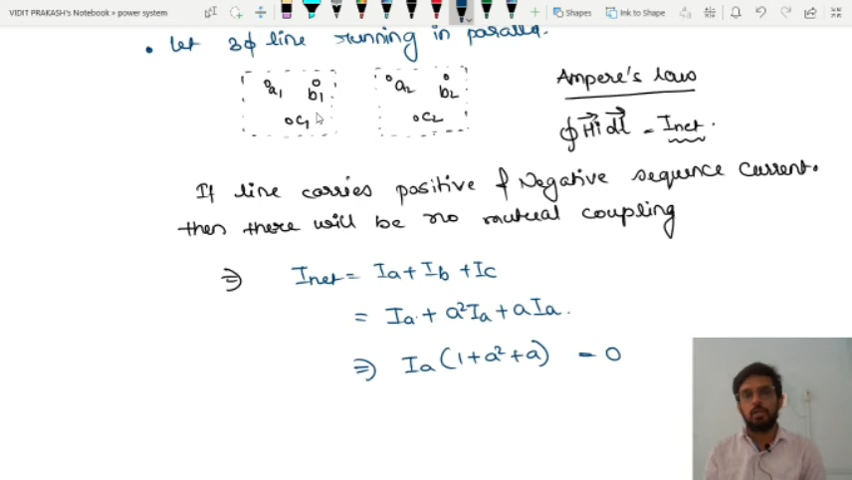 VIDIT PRAKASH's Notebook » power system
Shapes Ink to Shape
• Let 3ϕ line running in parallel.
a1 b1 a2 b2
c1 c2
Ampere's law
∮H⃗i d⃗l = Inet.
If line carries positive & Negative sequence current.
then there will be no mutual coupling
⇒ Inet = Ia + Ib + Ic
= Ia + a²Ia + aIa.
⇒ Ia (1 + a² + a) = 0